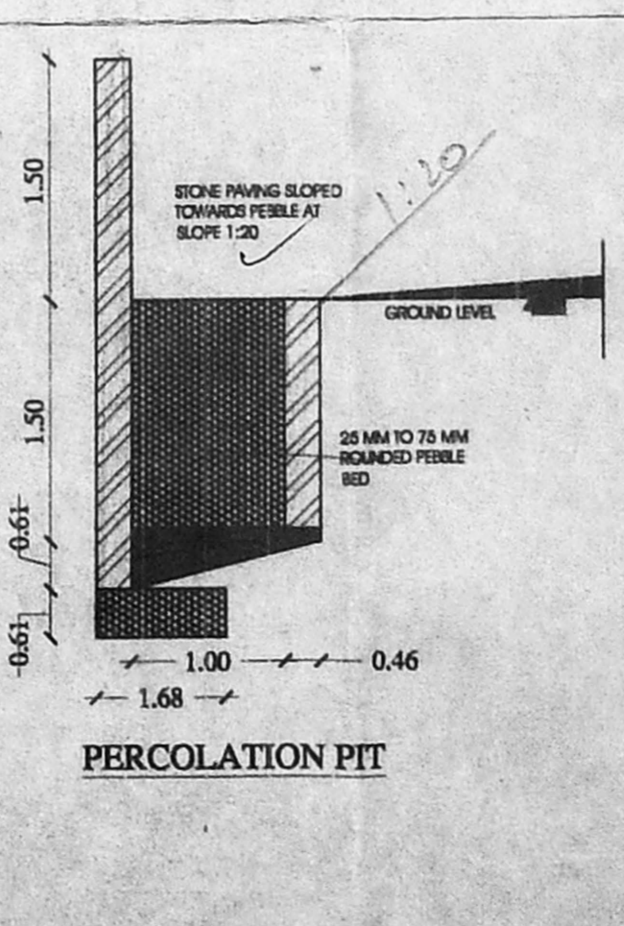 1.50
STONE PAVING SLOPED
TOWARDS PEBBLE AT
SLOPE 1:20
1:20
GROUND LEVEL
1.50
25 MM TO 75 MM
ROUNDED PEBBLE
BED
0.61
0.61
1.00
0.46
1.68
PERCOLATION PIT